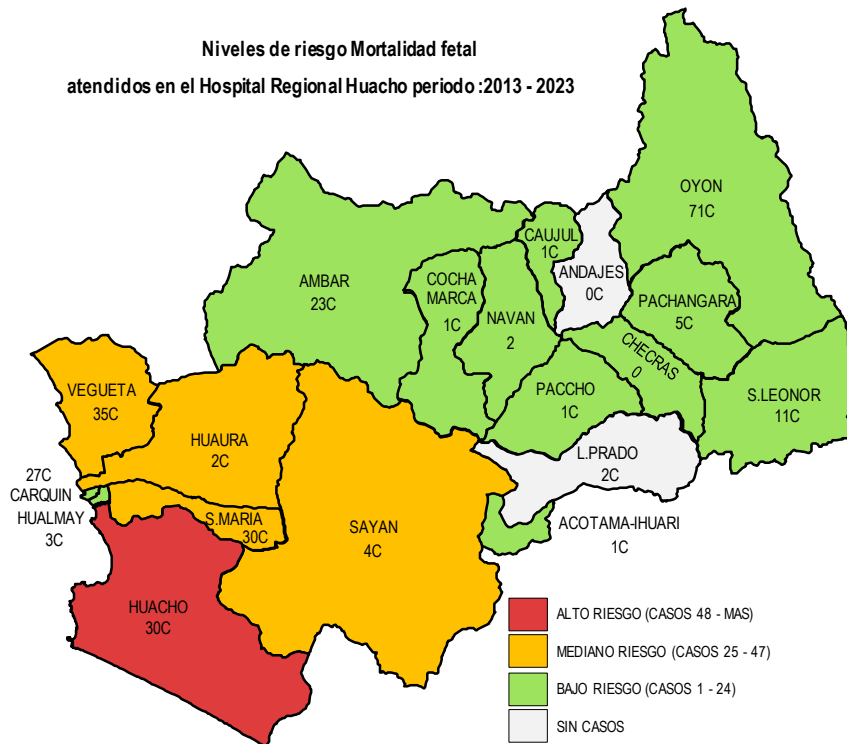 Niveles de riesgo Mortalidad fetal
atendidos en el Hospital Regional Huacho periodo :2013 - 2023
OYON
71C
CAUJUL
1C
ANDAJES
0C
AMBAR
23C
COCHA
MARCA
1C
NAVAN
2
PACHANGARA
5C
CHECRAS
0
VEGUETA
35C
PACCHO
1C
S.LEONOR
11C
HUAURA
2C
L.PRADO
2C
27C
CARQUIN
HUALMAY
3C
S.MARIA
30C
SAYAN
4C
ACOTAMA-IHUARI
1C
HUACHO
30C
ALTO RIESGO (CASOS 48 - MAS)
MEDIANO RIESGO (CASOS 25 - 47)
BAJO RIESGO (CASOS 1 - 24)
SIN CASOS